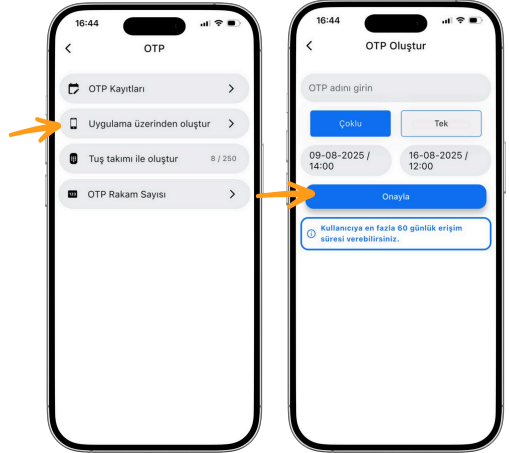 16:44
OTP
OTP Kayıtları
Uygulama üzerinden oluştur
Tuş takımı ile oluştur 8 / 250
OTP Rakam Sayısı
16:44
OTP Oluştur
OTP adını girin
Çoklu Tek
09-08-2025 / 16-08-2025 /
14:00 12:00
Onayla
Kullanıcıya en fazla 60 günlük erişim
süresi verebilirsiniz.